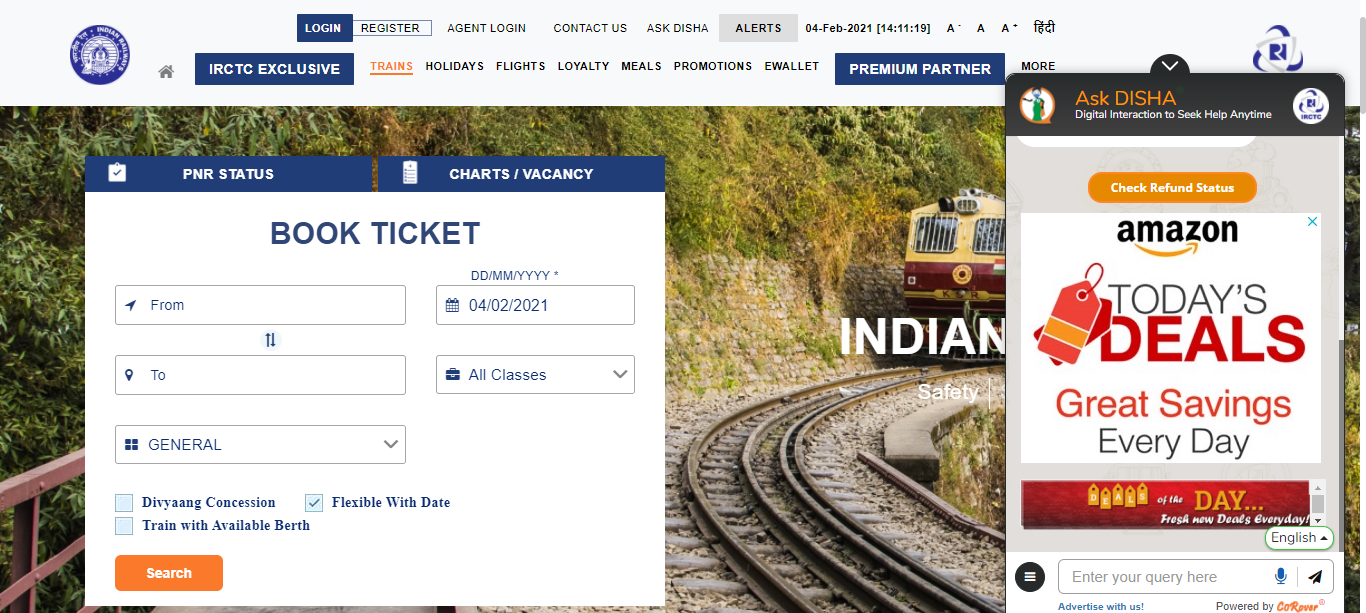 LOGIN REGISTER AGENT LOGIN CONTACT US ASK DISHA ALERTS 04-Feb-2021 [14:11:19] A - A A + हिंदी
IRCTC EXCLUSIVE TRAINS HOLIDAYS FLIGHTS LOYALTY MEALS PROMOTIONS EWALLET PREMIUM PARTNER MORE
PNR STATUS CHARTS / VACANCY
BOOK TICKET
DD/MM/YYYY *
From 04/02/2021
To All Classes
GENERAL
Divyaang Concession Flexible With Date
Train with Available Berth
Search
INDIAN
Safety |
Ask DISHA
Digital Interaction to Seek Help Anytime
IRCTC
Check Refund Status
amazon
TODAY'S
DEALS
Great Savings
Every Day
DEALS of the DAY...
Fresh new Deals Everyday!
English
Enter your query here
Advertise with us! Powered by CoRover®